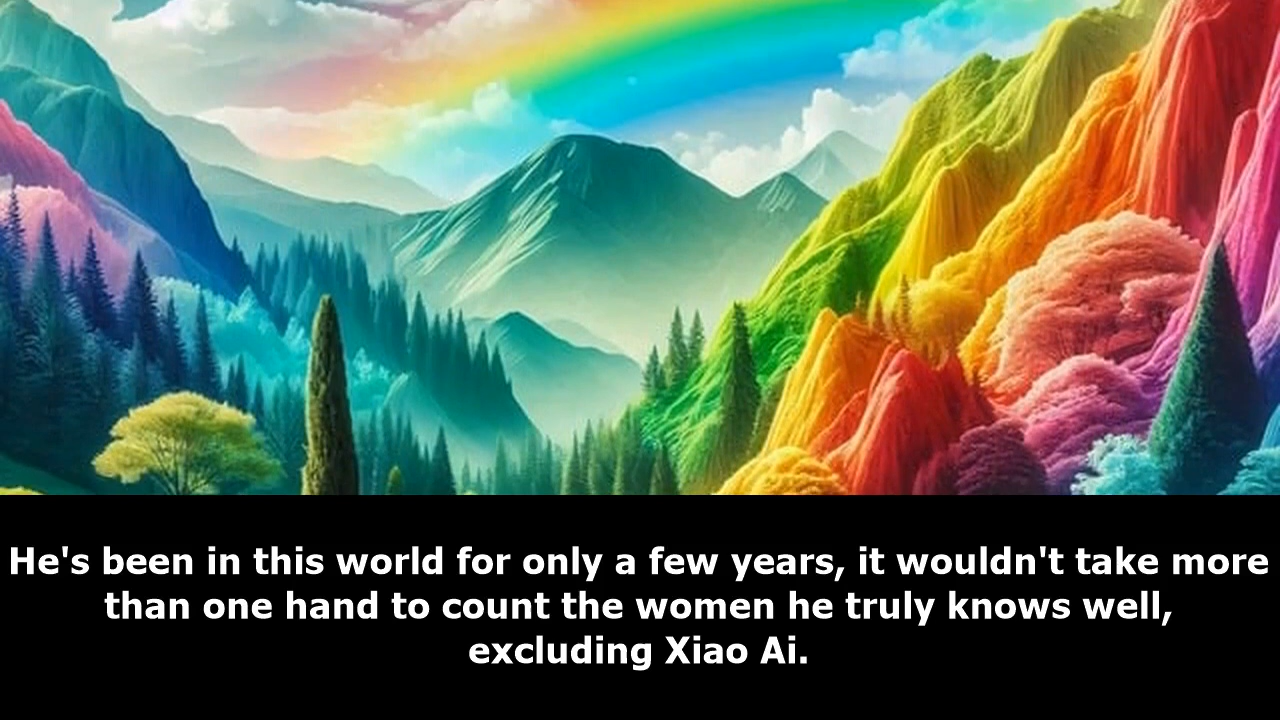 He's been in this world for only a few years, it wouldn't take more
than one hand to count the women he truly knows well,
excluding Xiao Ai.